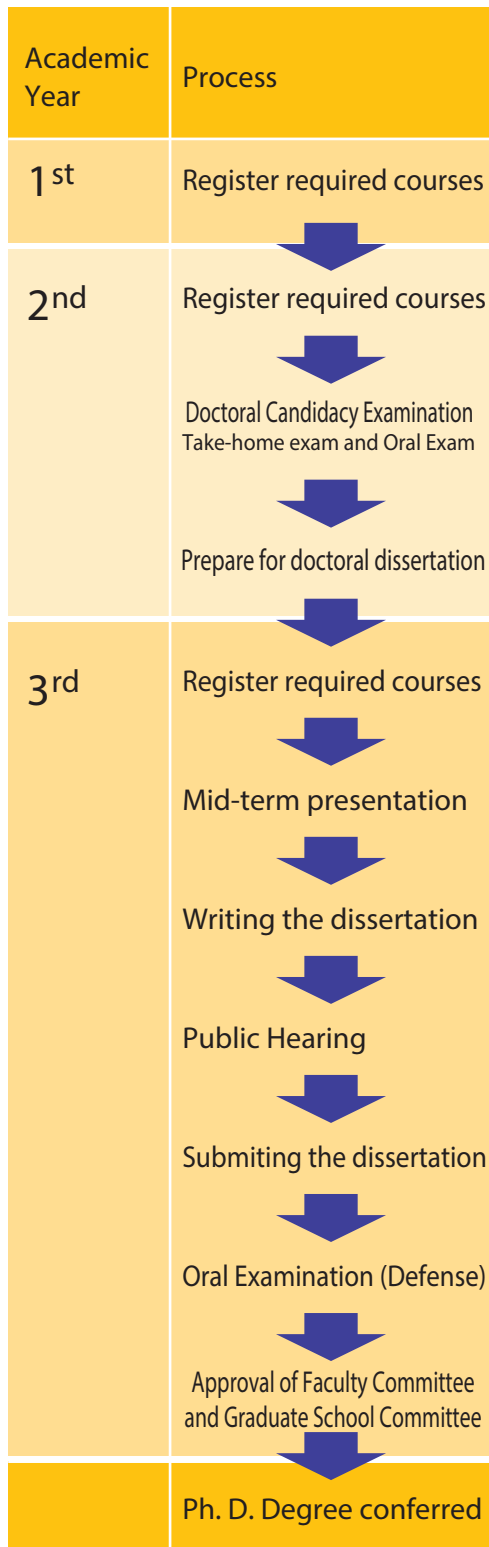 Academic
Year
Process
1st
Register required courses
2nd
Register required courses
Doctoral Candidacy Examination
Take-home exam and Oral Exam
Prepare for doctoral dissertation
3rd
Register required courses
Mid-term presentation
Writing the dissertation
Public Hearing
Submiting the dissertation
Oral Examination (Defense)
Approval of Faculty Committee
and Graduate School Committee
Ph. D. Degree conferred